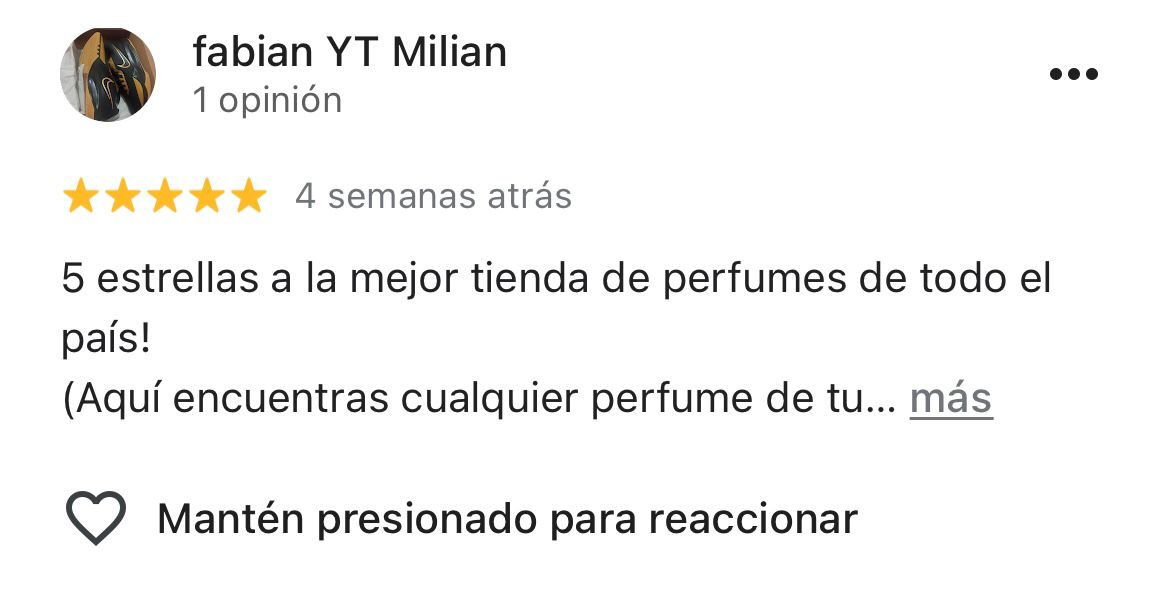 fabian YT Milian
1 opinión
4 semanas atrás
5 estrellas a la mejor tienda de perfumes de todo el
país!
(Aquí encuentras cualquier perfume de tu... más
Mantén presionado para reaccionar